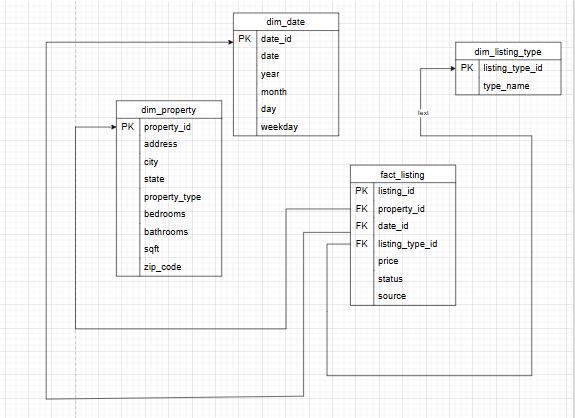 dim_date
PK date_id
date
year
month
day
weekday
dim_listing_type
PK listing_type_id
type_name
Text
dim_property
PK property_id
address
city
state
property_type
bedrooms
bathrooms
sqft
zip_code
fact_listing
PK listing_id
FK property_id
FK date_id
FK listing_type_id
price
status
source